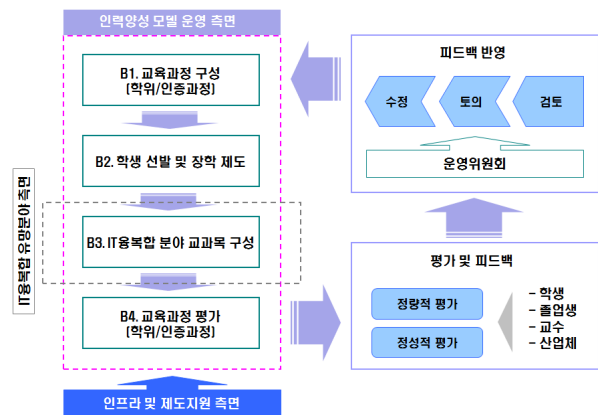 인력양성 모델 운영 측면
B1. 교육과정 구성
(학위/인증과정)
B2. 학생 선발 및 장학 제도
B3. IT융복합 분야 교과목 구성
B4. 교육과정 평가
(학위/인증과정)
인프라 및 제도지원 측면
IT융복합 유망분야 측면
피드백 반영
수정
토의
검토
운영위원회
평가 및 피드백
정량적 평가
정성적 평가
– 학생
– 졸업생
– 교수
– 산업체